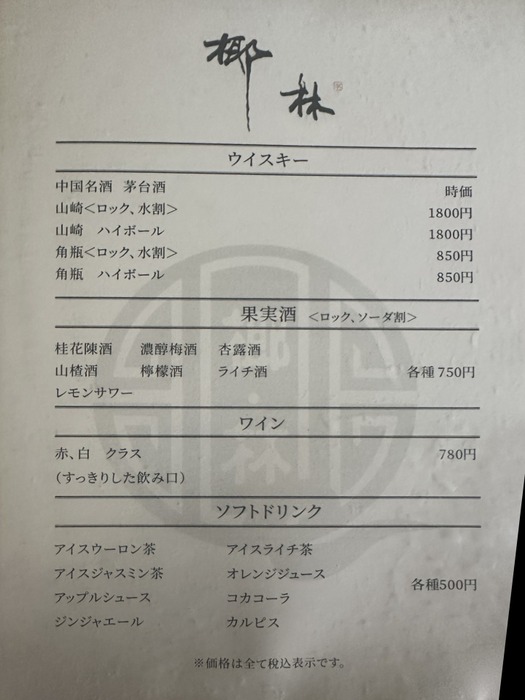 椰林
ウイスキー
中国名酒 茅台酒 時価
山崎<ロック、水割> 1800円
山崎 ハイボール 1800円
角瓶<ロック、水割> 850円
角瓶 ハイボール 850円
果実酒 <ロック、ソーダ割>
桂花陳酒 濃醇梅酒 杏露酒
山楂酒 檸檬酒 ライチ酒 各種750円
レモンサワー
ワイン
赤、白 クラス 780円
(すっきりした飲み口)
ソフトドリンク
アイスウーロン茶 アイスライチ茶
アイスジャスミン茶 オレンジジュース
各種500円
アップルシュース コカコーラ
ジンジャエール カルピス
※価格は全て税込表示です。